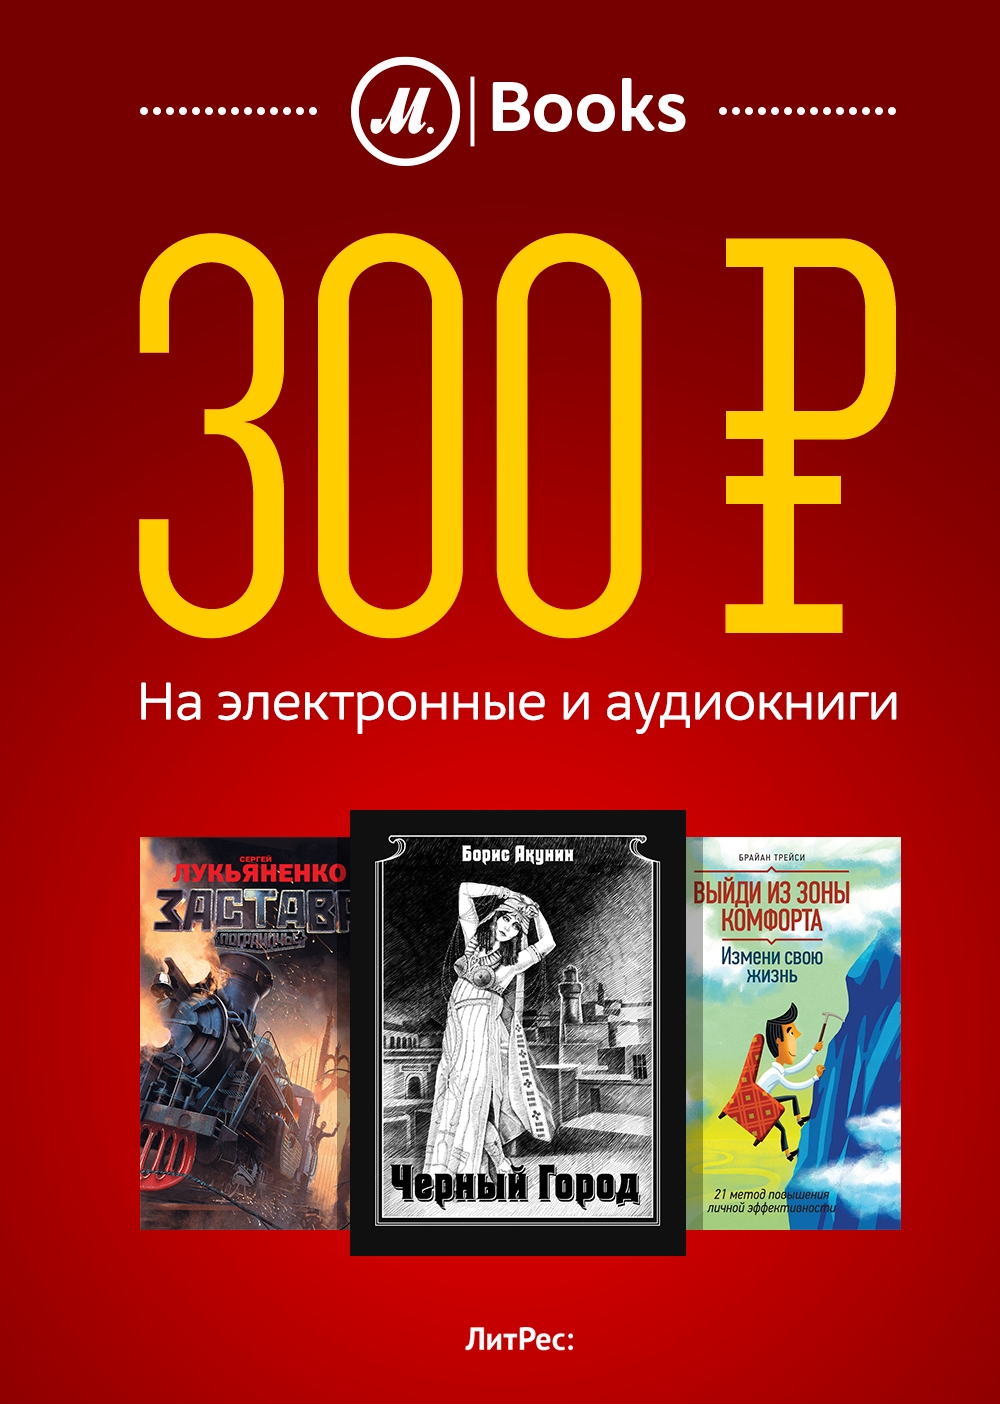 М. Books
300 ₽
На электронные и аудиокниги
СЕРГЕЙ
ЛУКЬЯНЕНКО
ЗАСТАВА
ПОГРАНИЧЬЕ
Борис Акунин
Черный Город
БРАЙАН ТРЕЙСИ
ВЫЙДИ ИЗ ЗОНЫ
КОМФОРТА
Измени свою
жизнь
21 метод повышения
личной эффективности
ЛитРес: